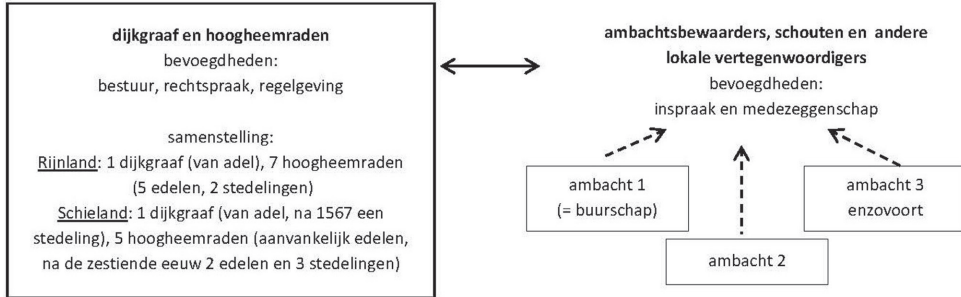 dijkgraaf en hoogheemraden
bevoegdheden:
bestuur, rechtspraak, regelgeving
samenstelling:
Rijnland: 1 dijkgraaf (van adel), 7 hoogheemraden
(5 edelen, 2 stedelingen)
Schieland: 1 dijkgraaf (van adel, na 1567 een
stedeling), 5 hoogheemraden (aanvankelijk edelen,
na de zestiende eeuw 2 edelen en 3 stedelingen)
ambachtsbewaarders, schouten en andere
lokale vertegenwoordigers
bevoegdheden:
inspraak en medezeggenschap
ambacht 1
(= buurschap)
ambacht 2
ambacht 3
enzovoort